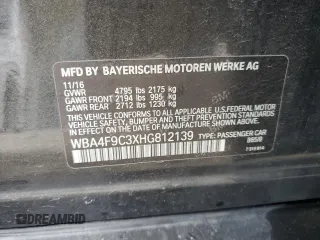 MFD BY BAYERISCHE MOTOREN WERKE AG
11/16
GVWR 4795 lbs 2175 kg
GAWR FRONT 2194 lbs 995 kg
GAWR REAR 2712 lbs 1230 kg
THIS VEHICLE CONFORMS TO ALL APPLICABLE U.S. FEDERAL MOTOR
VEHICLE SAFETY, BUMPER, AND THEFT PREVENTION STANDARDS IN
EFFECT ON THE DATE OF MANUFACTURE SHOWN ABOVE.
WBA4F9C3XHG812139 TYPE: PASSENGER CAR
© DIBIZ.COM